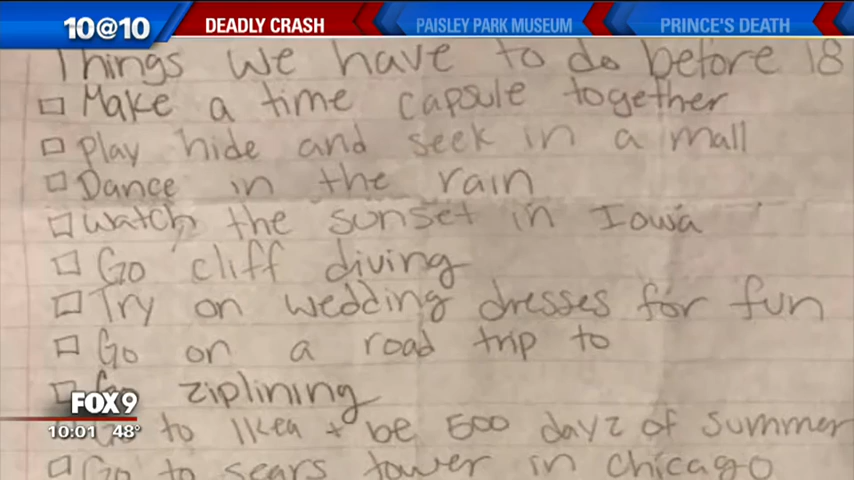 10@10 DEADLY CRASH PAISLEY PARK MUSEUM PRINCE'S DEATH
Things we have to do before 18
Make a time capsule together
Play hide and seek in a mall
Dance in the rain
Watch the sunset in Iowa
Go cliff diving
Try on wedding dresses for fun
Go on a road trip to
Go ziplining
FOX 9
Go to Ikea + be 500 dayz of summer
10:01 48°
Go to sears tower in chicago